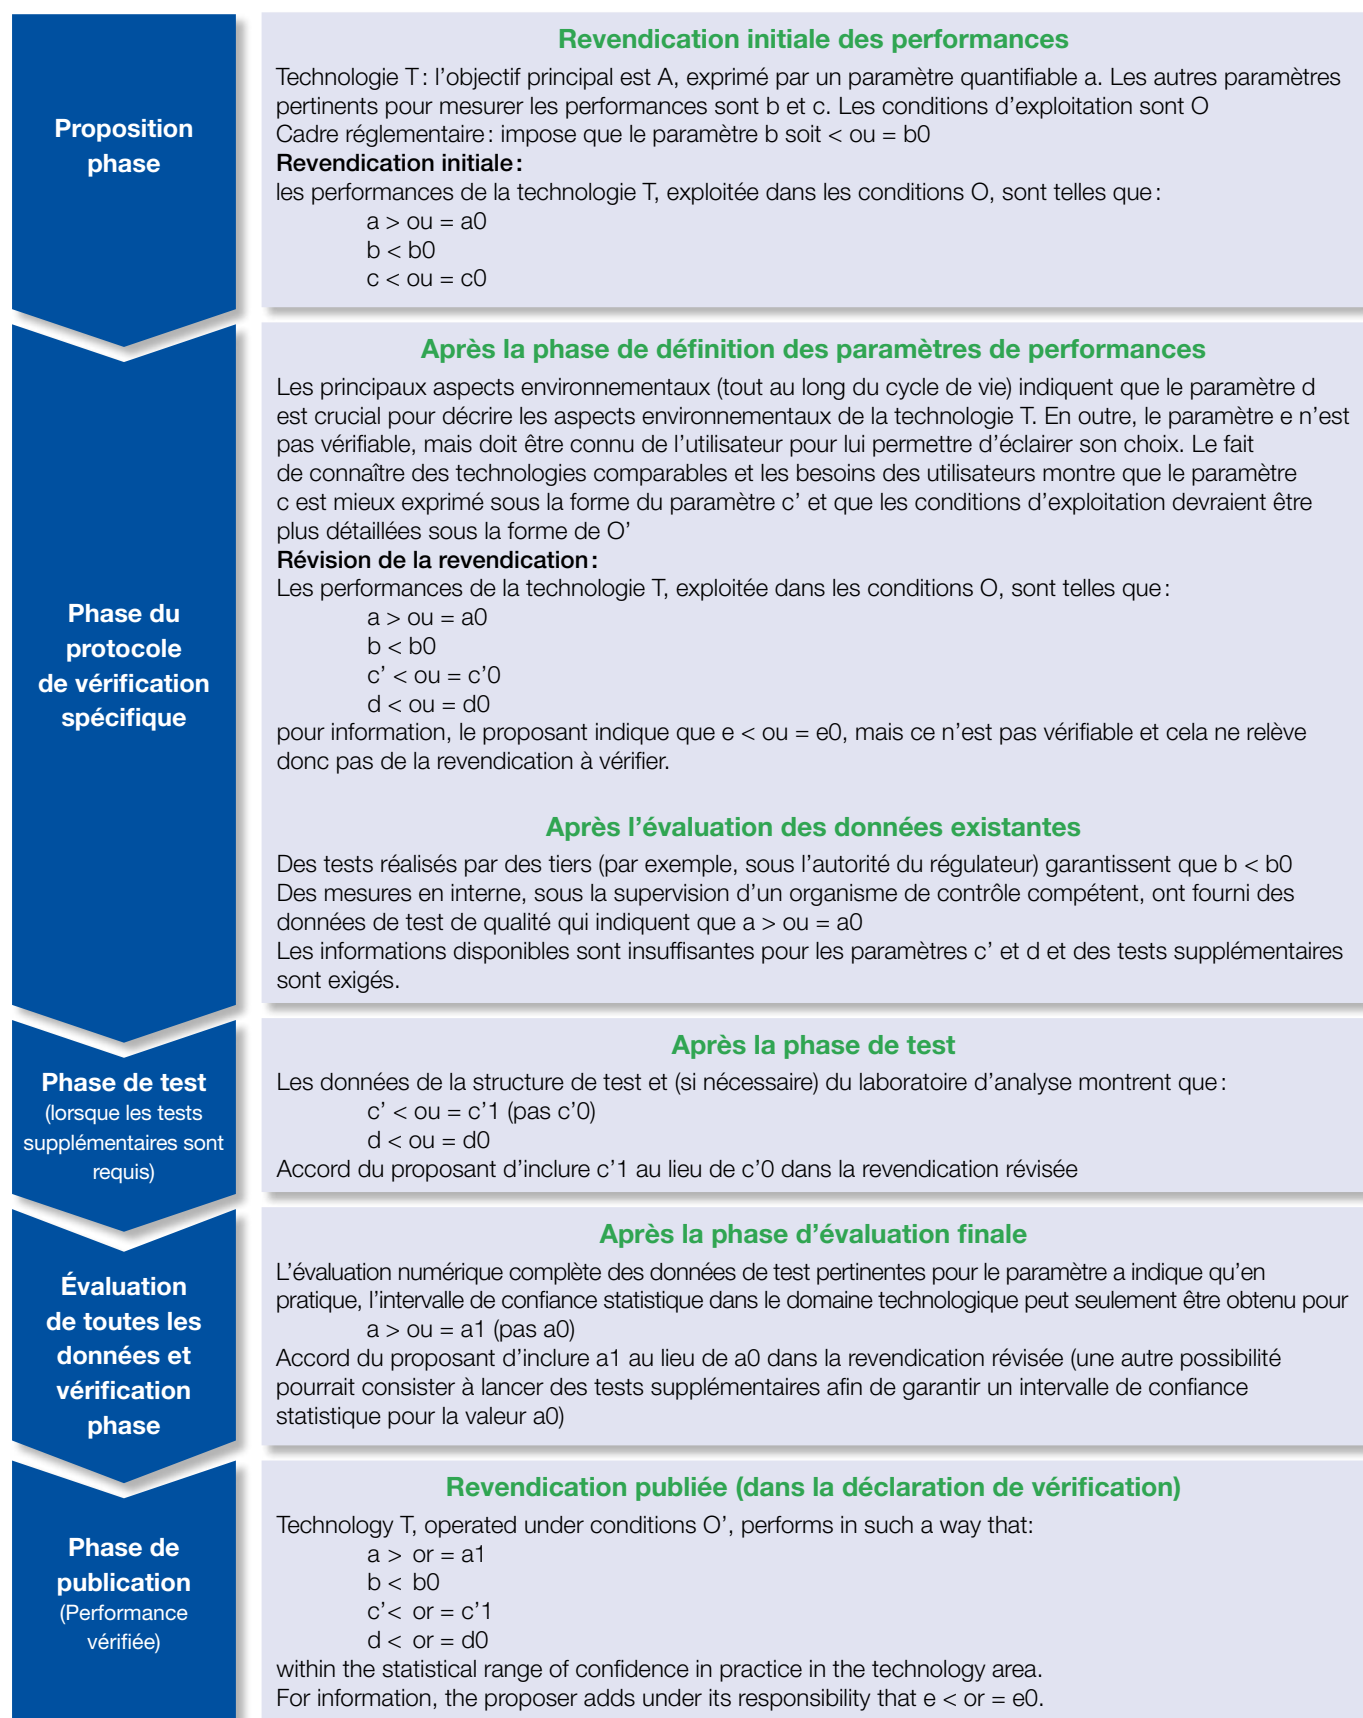 Proposition
phase
Revendication initiale des performances
Technologie T : l’objectif principal est A, exprimé par un paramètre quantifiable a. Les autres paramètres
pertinents pour mesurer les performances sont b et c. Les conditions d’exploitation sont O
Cadre réglementaire : impose que le paramètre b soit < ou = b0
Revendication initiale :
les performances de la technologie T, exploitée dans les conditions O, sont telles que :
a > ou = a0
b < b0
c < ou = c0
Phase du
protocole
de vérification
spécifique
Après la phase de définition des paramètres de performances
Les principaux aspects environnementaux (tout au long du cycle de vie) indiquent que le paramètre d
est crucial pour décrire les aspects environnementaux de la technologie T. En outre, le paramètre e n’est
pas vérifiable, mais doit être connu de l’utilisateur pour lui permettre d’éclairer son choix. Le fait
de connaître des technologies comparables et les besoins des utilisateurs montre que le paramètre
c est mieux exprimé sous la forme du paramètre c’ et que les conditions d’exploitation devraient être
plus détaillées sous la forme de O’
Révision de la revendication :
Les performances de la technologie T, exploitée dans les conditions O, sont telles que :
a > ou = a0
b < b0
c’ < ou = c’0
d < ou = d0
pour information, le proposant indique que e < ou = e0, mais ce n’est pas vérifiable et cela ne relève
donc pas de la revendication à vérifier.
Après l’évaluation des données existantes
Des tests réalisés par des tiers (par exemple, sous l’autorité du régulateur) garantissent que b < b0
Des mesures en interne, sous la supervision d’un organisme de contrôle compétent, ont fourni des
données de test de qualité qui indiquent que a > ou = a0
Les informations disponibles sont insuffisantes pour les paramètres c’ et d et des tests supplémentaires
sont exigés.
Phase de test
(lorsque les tests
supplémentaires sont
requis)
Après la phase de test
Les données de la structure de test et (si nécessaire) du laboratoire d’analyse montrent que :
c’ < ou = c’1 (pas c’0)
d < ou = d0
Accord du proposant d’inclure c’1 au lieu de c’0 dans la revendication révisée
Évaluation
de toutes les
données et
vérification
phase
Après la phase d’évaluation finale
L’évaluation numérique complète des données de test pertinentes pour le paramètre a indique qu’en
pratique, l’intervalle de confiance statistique dans le domaine technologique peut seulement être obtenu pour
a > ou = a1 (pas a0)
Accord du proposant d’inclure a1 au lieu de a0 dans la revendication révisée (une autre possibilité
pourrait consister à lancer des tests supplémentaires afin de garantir un intervalle de confiance
statistique pour la valeur a0)
Phase de
publication
(Performance
vérifiée)
Revendication publiée (dans la déclaration de vérification)
Technology T, operated under conditions O’, performs in such a way that:
a > or = a1
b < b0
c’< or = c’1
d < or = d0
within the statistical range of confidence in practice in the technology area.
For information, the proposer adds under its responsibility that e < or = e0.